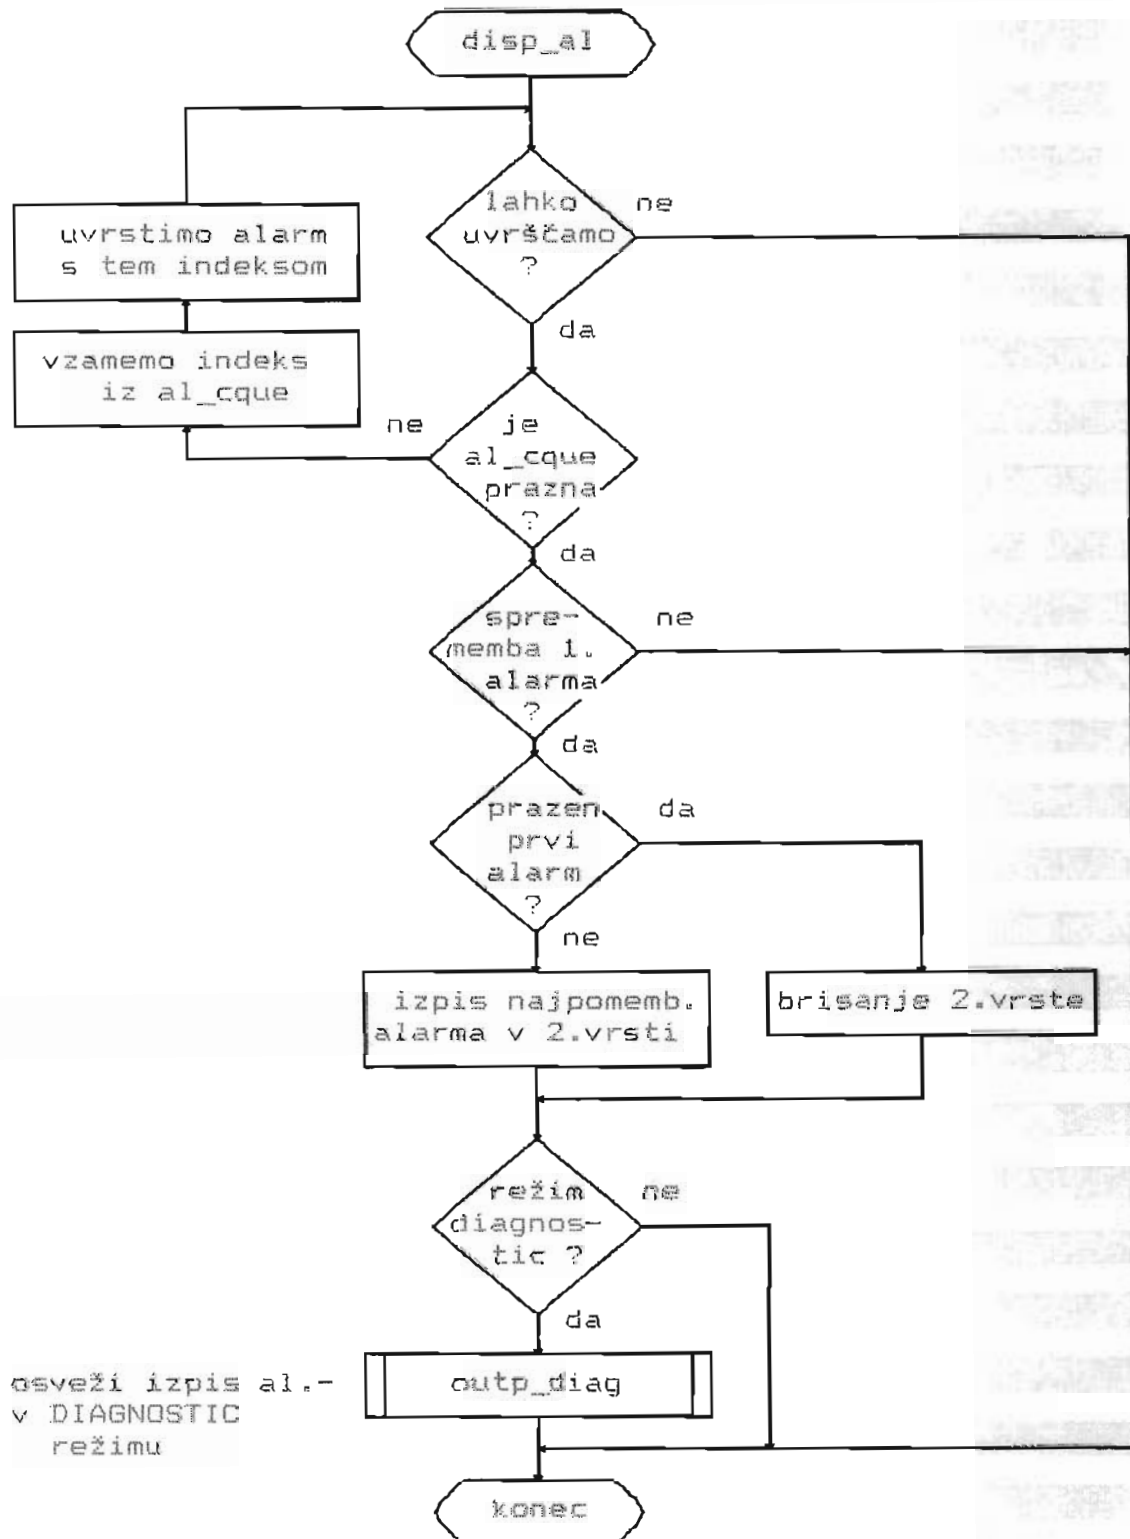 disp_al
lahko
uvrščamo
?
ne
uvrstimo alarm
s tem indeksom
da
vzamemo indeks
iz al_cque
ne
je
al_cque
prazna
?
da
spre-
memba 1.
alarma
?
ne
da
prazen
prvi
alarm
?
da
ne
izpis najpomemb.
alarma v 2.vrsti
brisanje 2.vrste
režim
diagnos-
tic ?
ne
da
osveži izpis al.-
v DIAGNOSTIC
režimu
outp_diag
konec